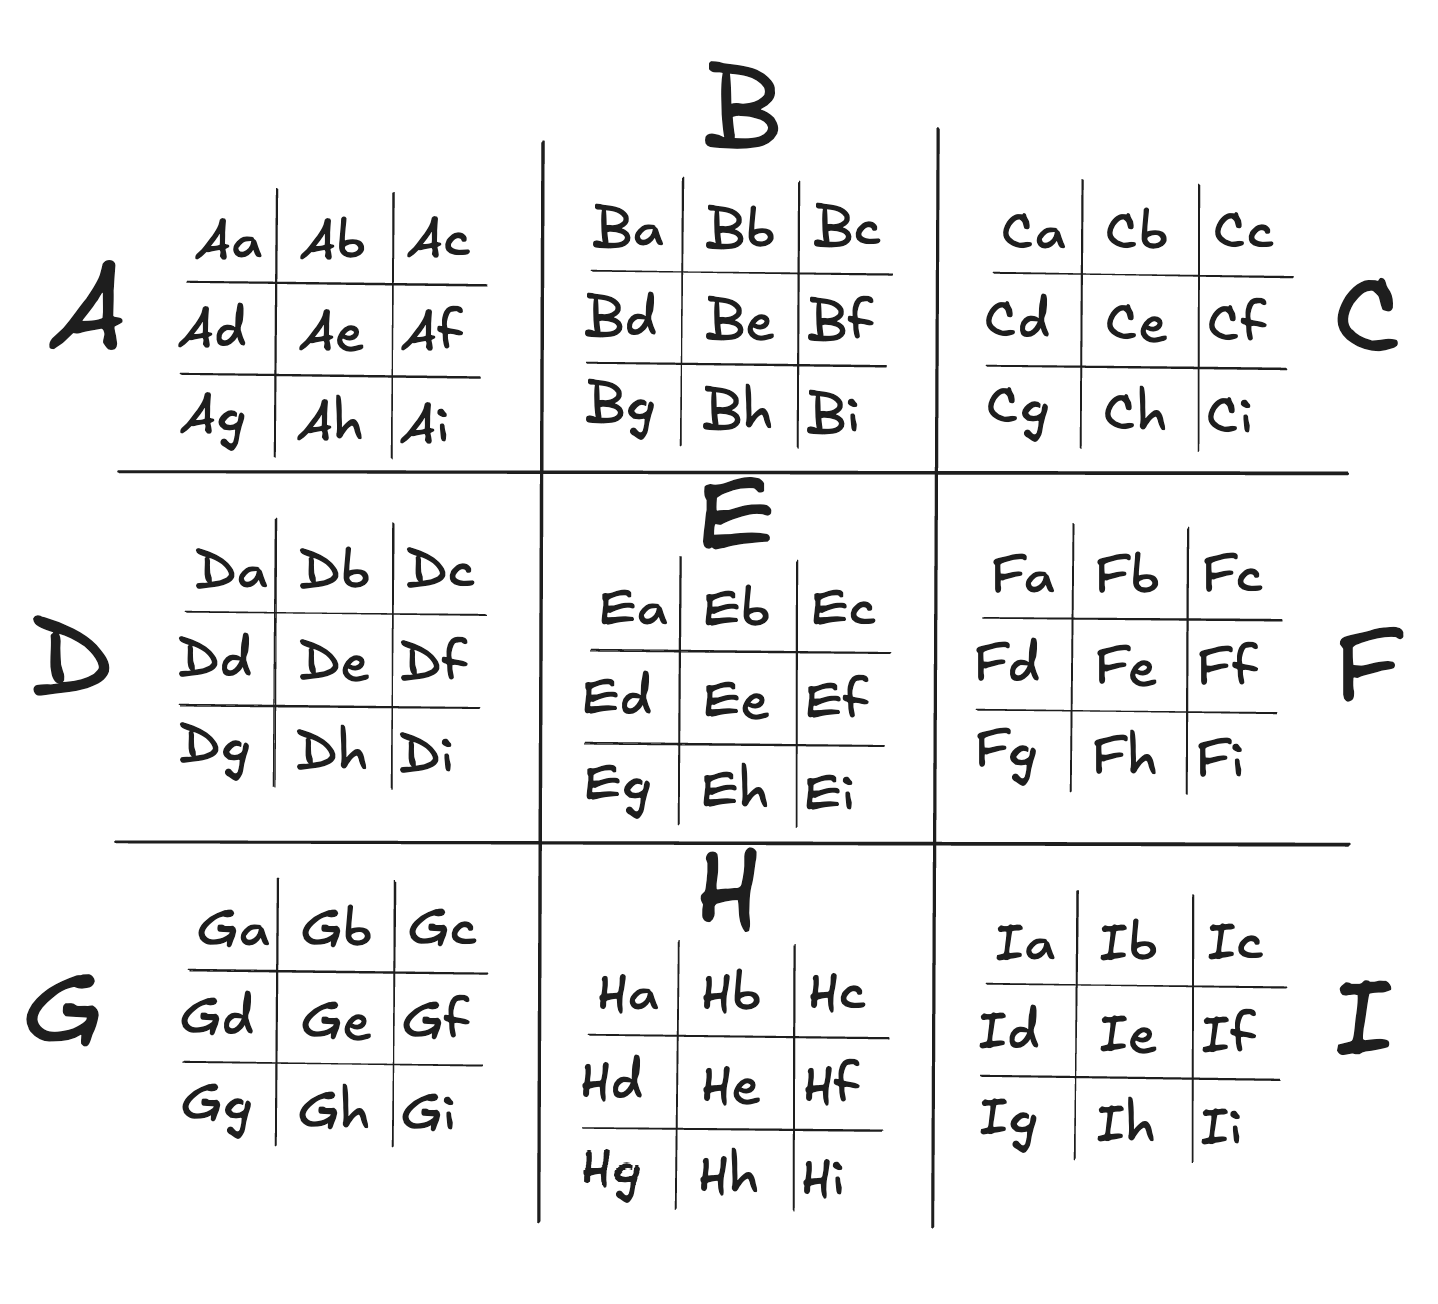 B
A
Aa Ab Ac
Ad Ae Af
Ag Ah Ai
Ba Bb Bc
Bd Be Bf
Bg Bh Bi
C
Ca Cb Cc
Cd Ce Cf
Cg Ch Ci
D
Da Db Dc
Dd De Df
Dg Dh Di
E
Ea Eb Ec
Ed Ee Ef
Eg Eh Ei
F
Fa Fb Fc
Fd Fe Ff
Fg Fh Fi
G
Ga Gb Gc
Gd Ge Gf
Gg Gh Gi
H
Ha Hb Hc
Hd He Hf
Hg Hh Hi
I
Ia Ib Ic
Id Ie If
Ig Ih Ii